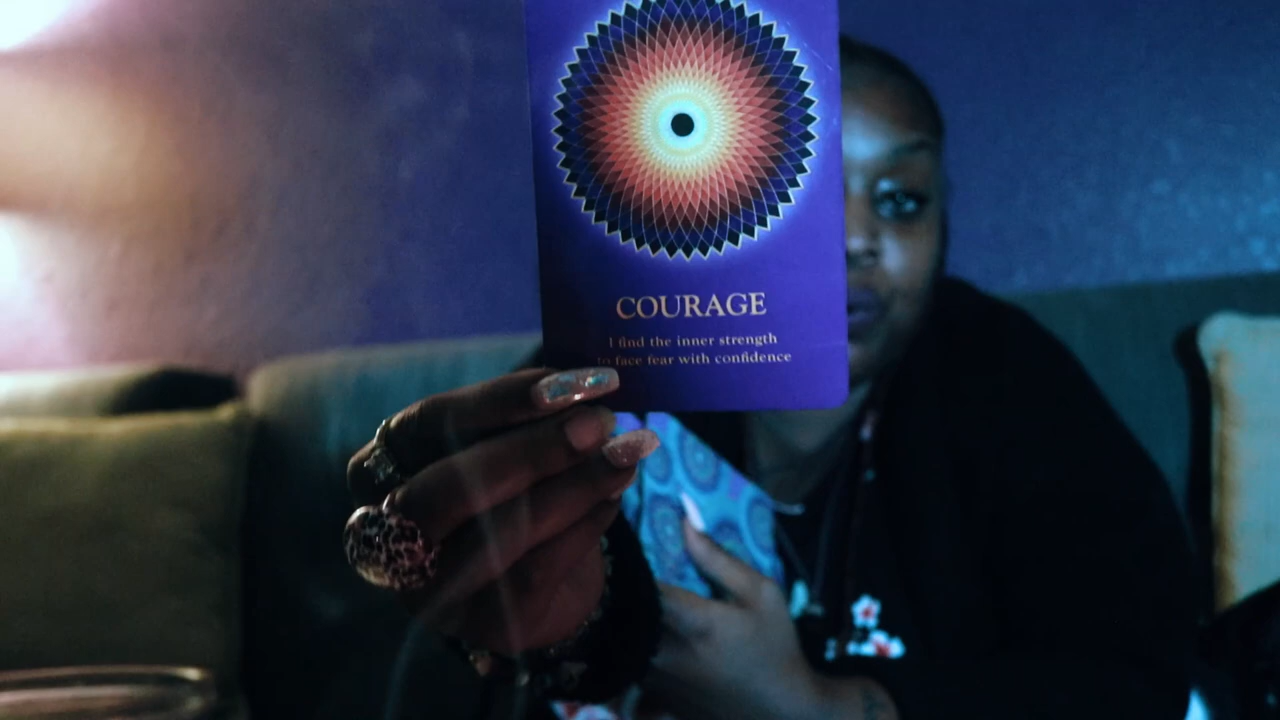 COURAGE
I find the inner strength
to face fear with confidence